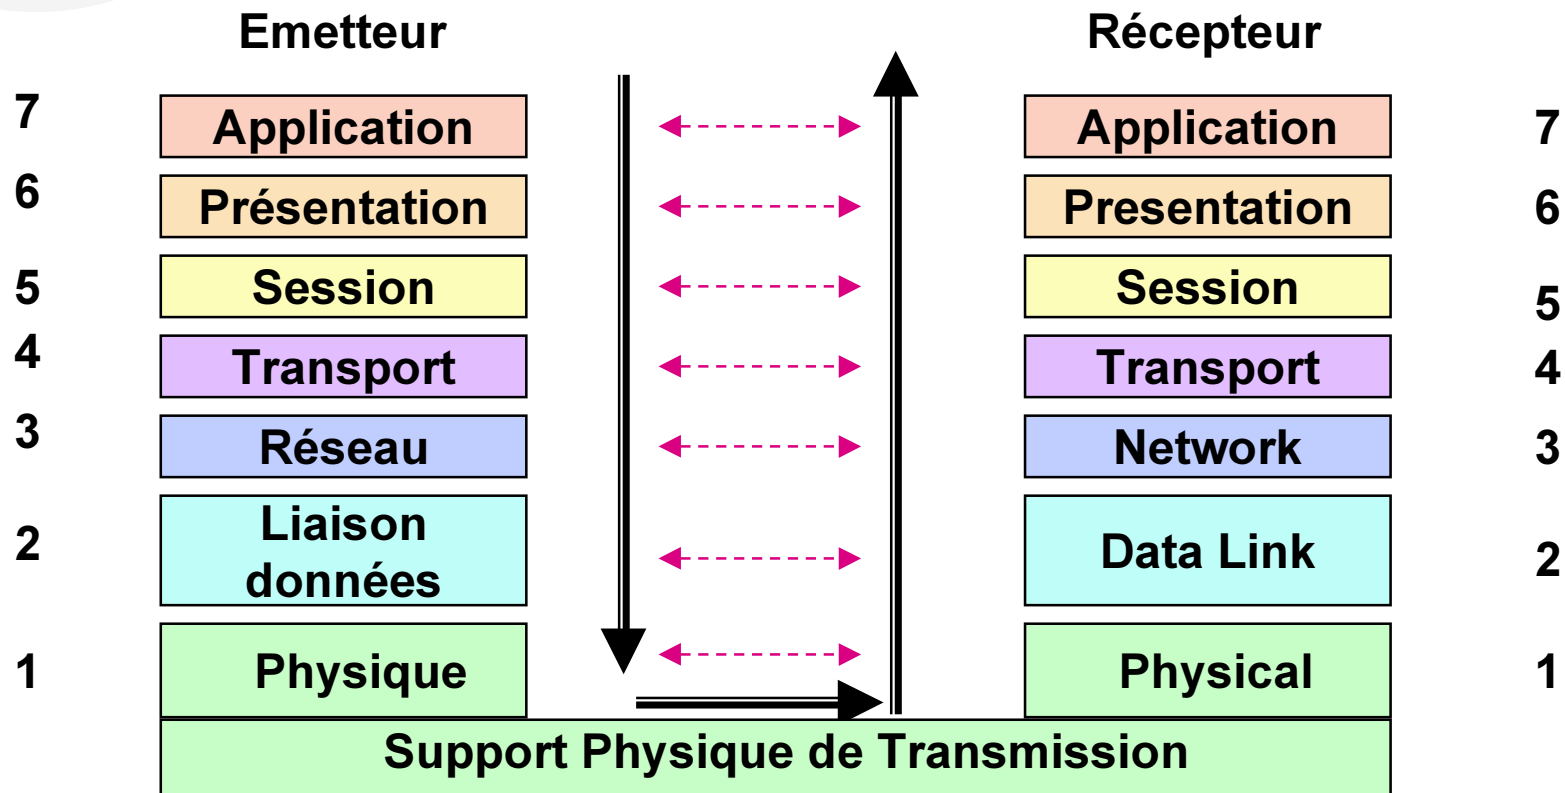 Emetteur Récepteur
7 Application Application 7
6 Présentation Presentation 6
5 Session Session 5
4 Transport Transport 4
3 Réseau Network 3
2 Liaison
données Data Link 2
1 Physique Physical 1
Support Physique de Transmission